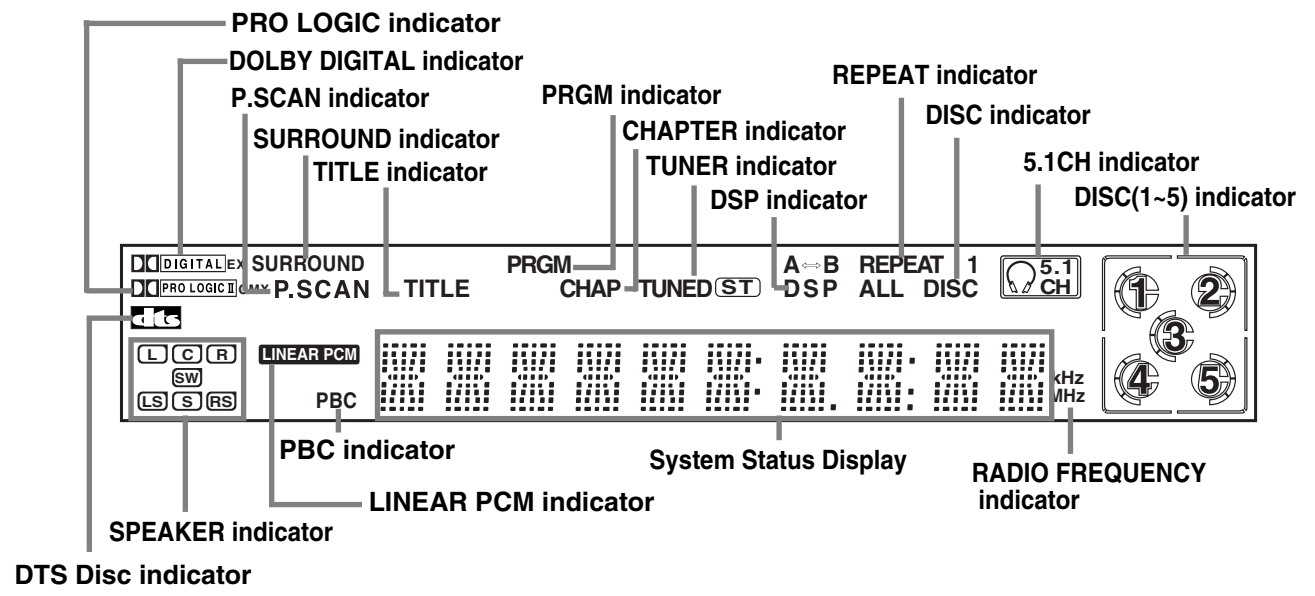 PRO LOGIC indicator
DOLBY DIGITAL indicator
P.SCAN indicator
SURROUND indicator
TITLE indicator
PRGM indicator
CHAPTER indicator
TUNER indicator
DSP indicator
REPEAT indicator
DISC indicator
5.1CH indicator
DISC(1~5) indicator
DIGITAL EX SURROUND PRGM A⇔B REPEAT 1
PRO LOGIC II GMX P.SCAN TITLE CHAP TUNED ST DSP ALL DISC
5.1
CH
dts
1 2
3
4 5
L C R
SW
LS S RS
LINEAR PCM
PBC
kHz
MHz
PBC indicator
System Status Display
RADIO FREQUENCY
indicator
LINEAR PCM indicator
SPEAKER indicator
DTS Disc indicator